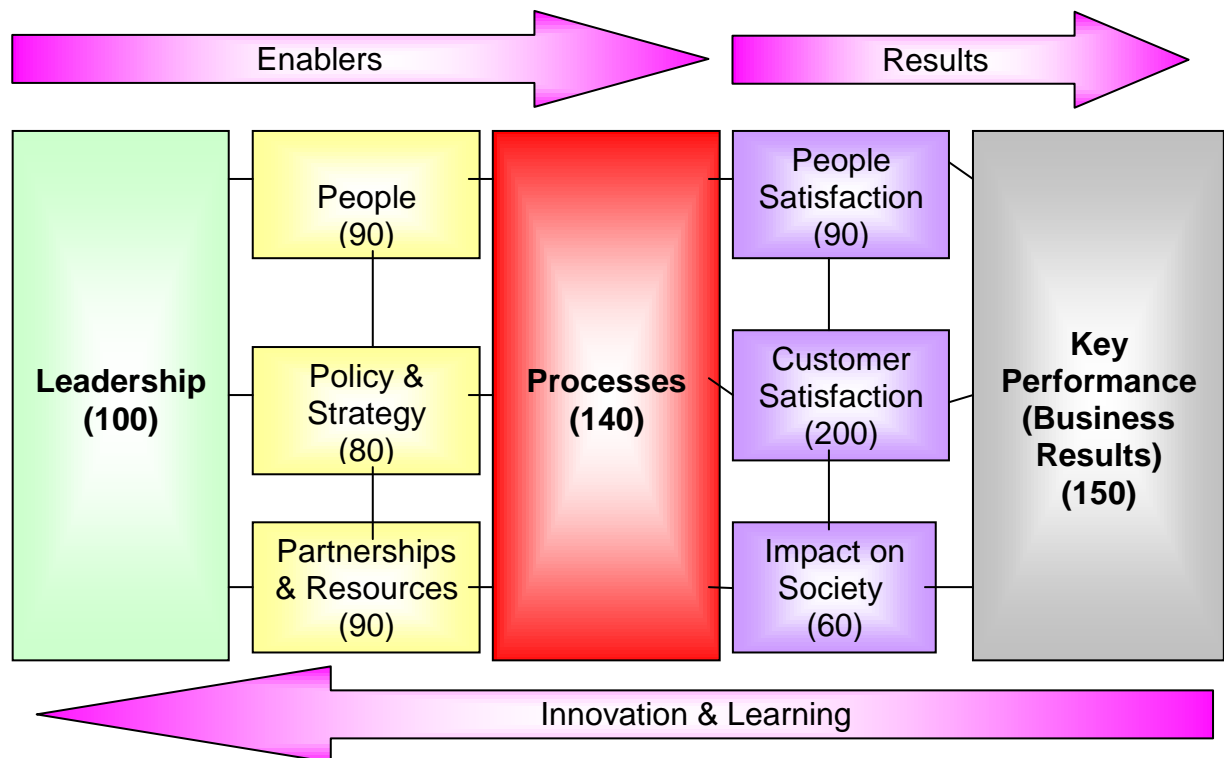 Enablers
Results
Leadership
(100)
People
(90)
Policy &
Strategy
(80)
Partnerships
& Resources
(90)
Processes
(140)
People
Satisfaction
(90)
Customer
Satisfaction
(200)
Impact on
Society
(60)
Key
Performance
(Business
Results)
(150)
Innovation & Learning